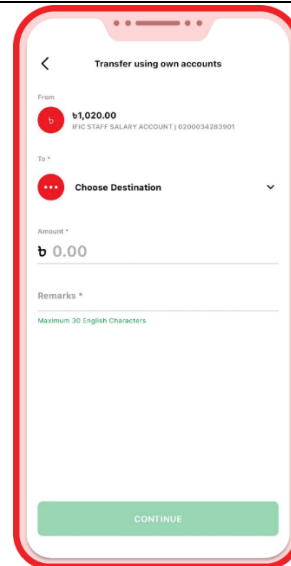 Transfer using own accounts
From
৳
৳1,020.00
IFIC STAFF SALARY ACCOUNT | 0200034283901
To *
Choose Destination
Amount *
৳ 0.00
Remarks *
Maximum 30 English Characters
CONTINUE